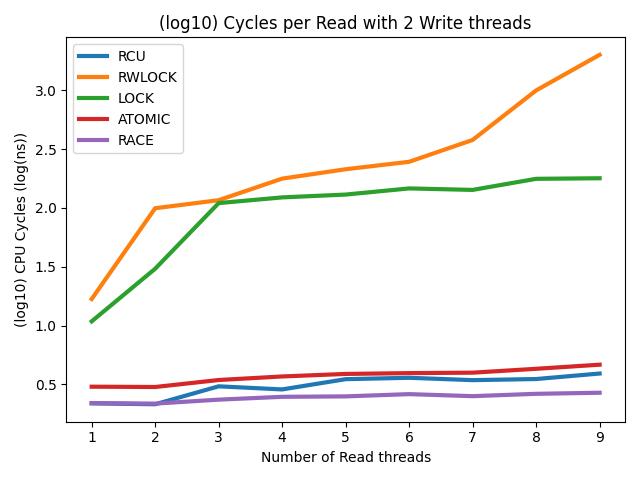 (log10) Cycles per Read with 2 Write threads
RCU
RWLOCK
LOCK
ATOMIC
RACE
3.0
2.5
2.0
1.5
1.0
0.5
(log10) CPU Cycles (log(ns))
1 2 3 4 5 6 7 8 9
Number of Read threads